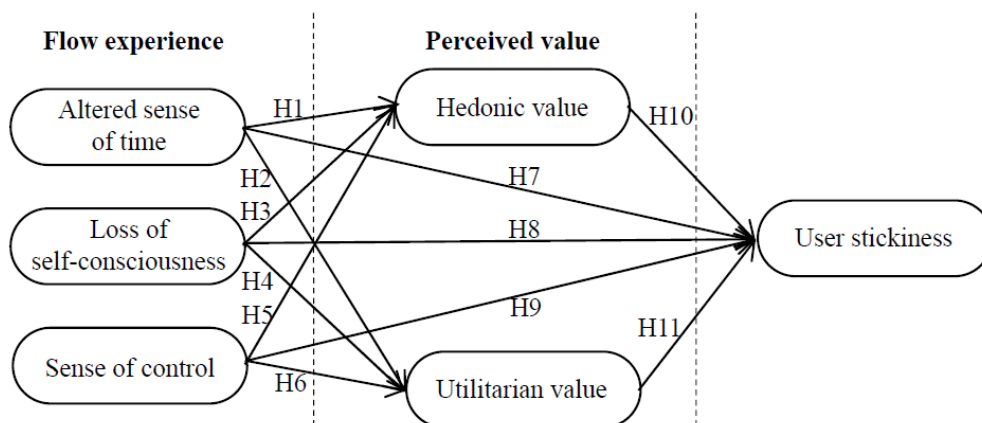 Flow experience
Perceived value
Altered sense
of time
H1
Hedonic value
H10
H2
H7
H3
Loss of
self-consciousness
H8
User stickiness
H4
H5
H9
H11
Sense of control
H6
Utilitarian value